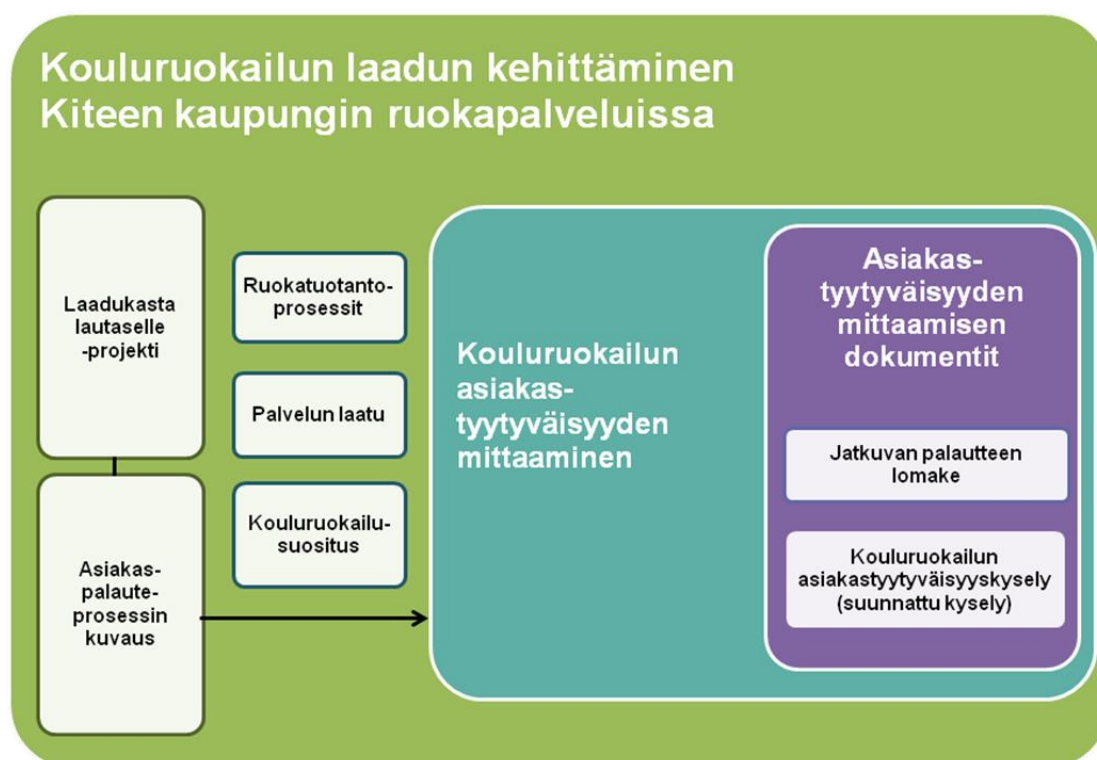 Kouluruokailun laadun kehittäminen
Kiteen kaupungin ruokapalveluissa
Laadukasta
lautaselle
-projekti
Asiakas-
palaute-
prosessin
kuvaus
Ruokatuotanto-
prosessit
Palvelun laatu
Kouluruokailu-
suositus
Kouluruokailun
asiakas-
tyytyväisyyden
mittaaminen
Asiakas-
tyytyväisyyden
mittaamisen
dokumentit
Jatkuvan palautteen
lomake
Kouluruokailun
asiakastyytyväisyyskysely
(suunnattu kysely)